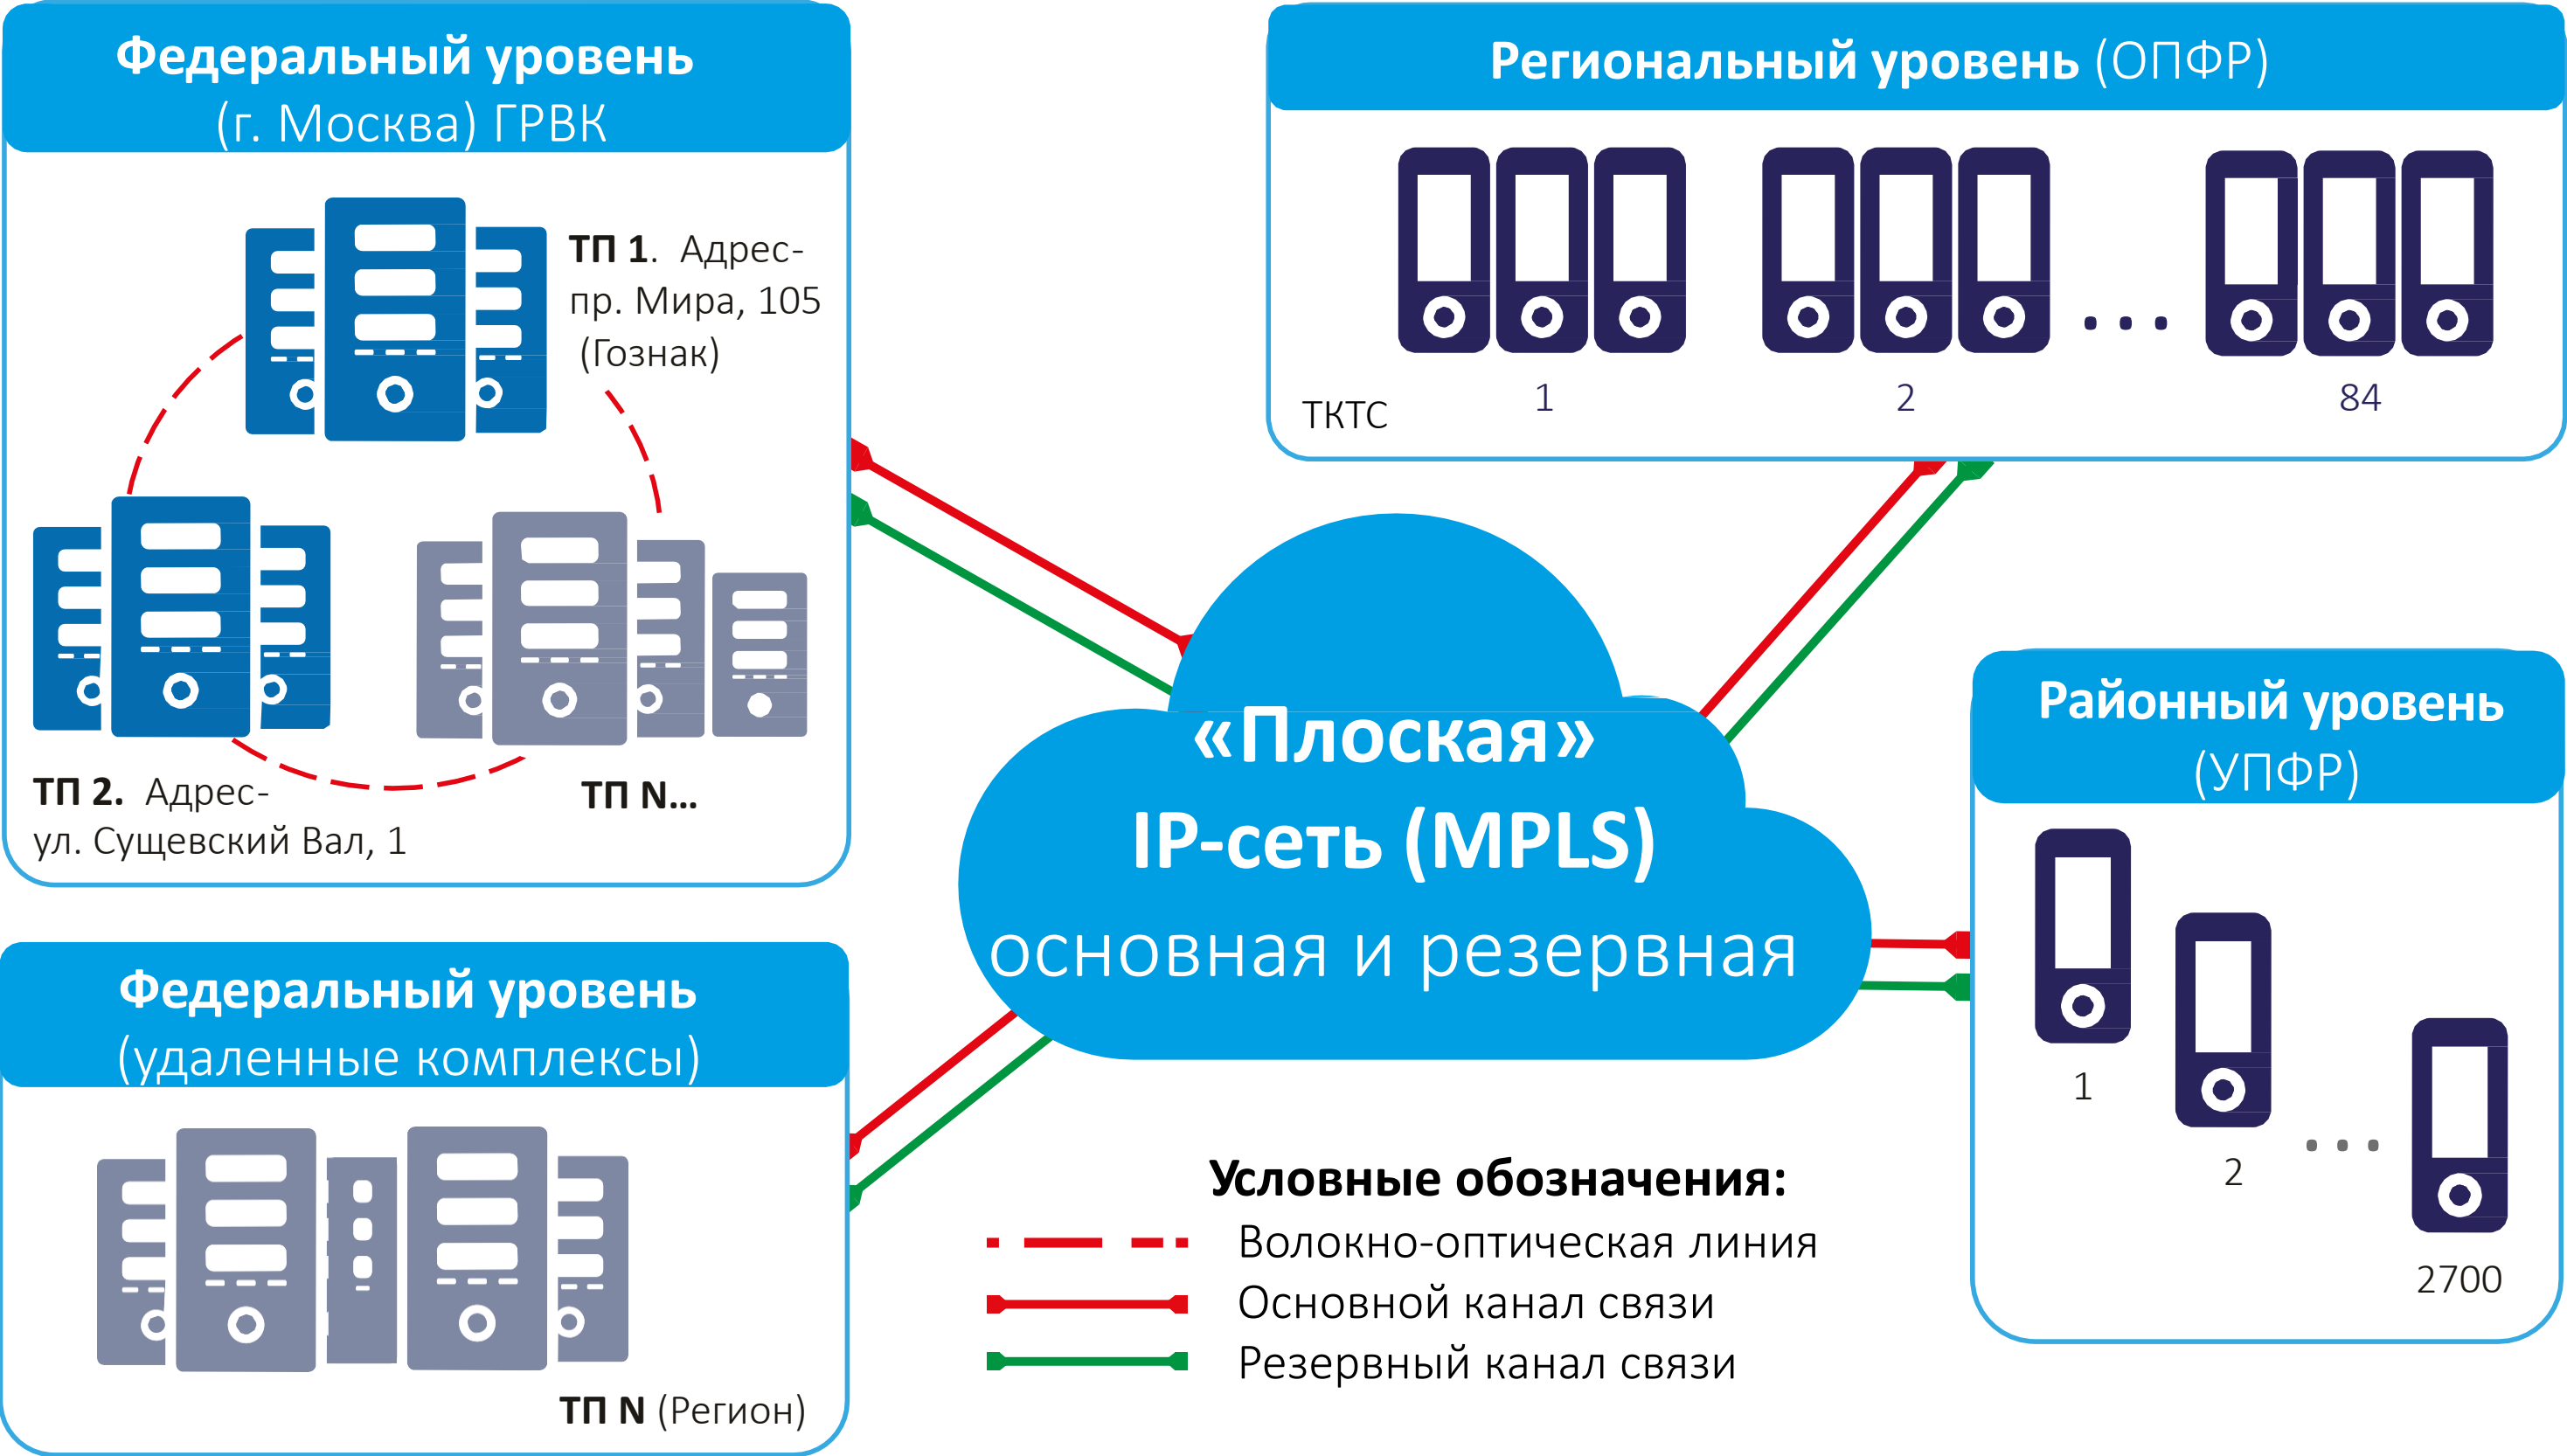 Федеральный уровень
(г. Москва) ГРВК
ТП 1.  Адрес-
пр. Мира, 105
(Гознак)
ТП 2.  Адрес-
ул. Сущевский Вал, 1
ТП N...
Региональный уровень (ОПФР)
ТКТС
1
2
...
84
«Плоская»
IP-сеть (MPLS)
основная и резервная
Районный уровень
(УПФР)
1
2
...
2700
Федеральный уровень
(удаленные комплексы)
ТП N (Регион)
Условные обозначения:
Волокно-оптическая линия
Основной канал связи
Резервный канал связи